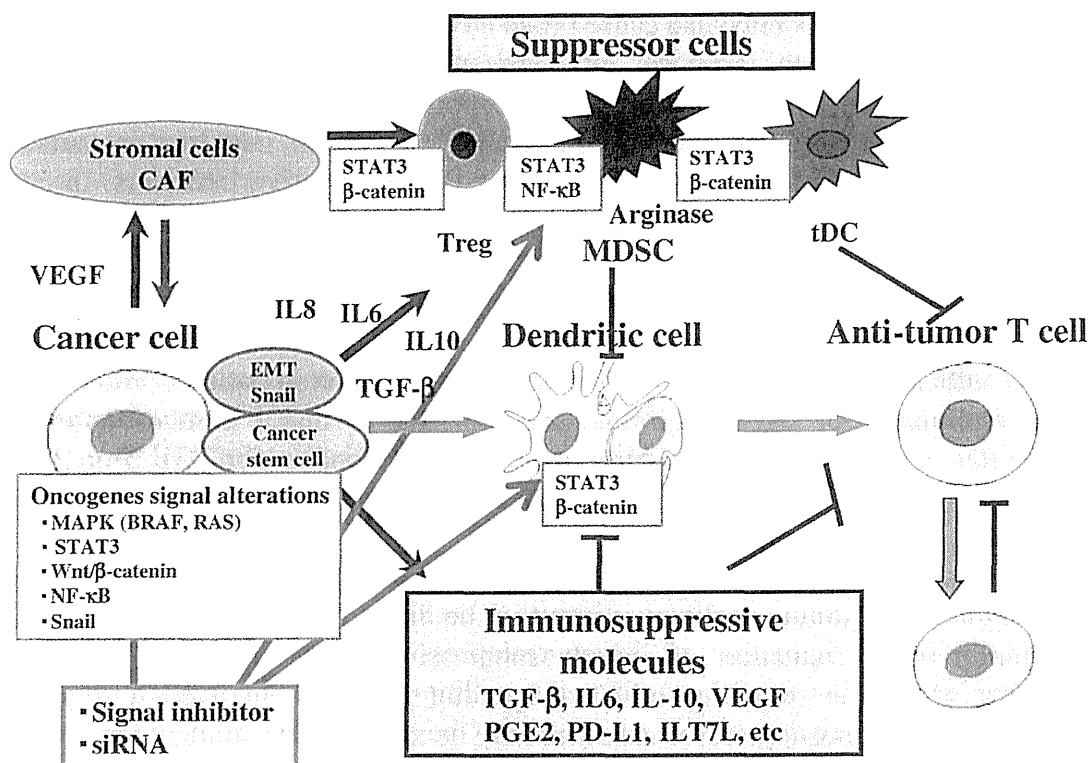 Suppressor cells
Stromal cells
CAF
STAT3
β-catenin
STAT3
NF-κB
STAT3
β-catenin
Treg
Arginase
MDSC
tDC
VEGF
IL8
IL6
IL10
TGF-β
Cancer cell
Dendritic cell
Anti-tumor T cell
EMT
Snail
Cancer
stem cell
STAT3
β-catenin
Oncogenes signal alterations
▪ MAPK (BRAF, RAS)
▪ STAT3
▪ Wnt/β-catenin
▪ NF-κB
▪ Snail
Immunosuppressive
molecules
TGF-β, IL6, IL-10, VEGF
PGE2, PD-L1, ILT7L, etc
▪ Signal inhibitor
▪ siRNA